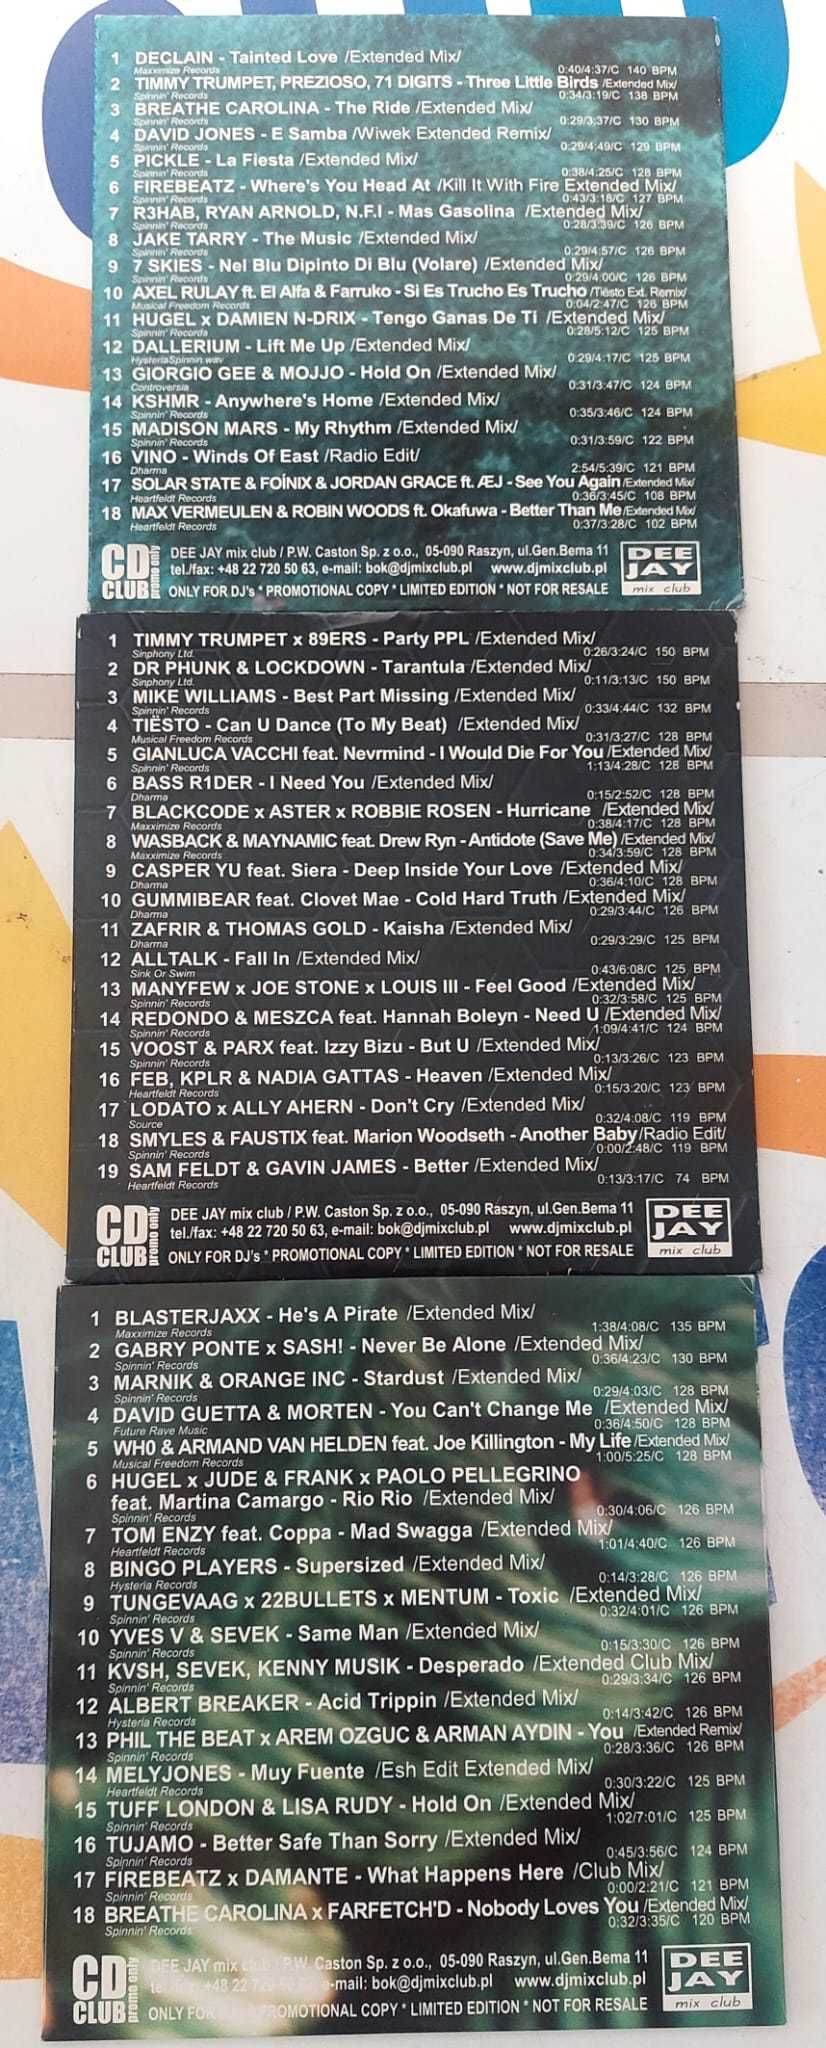 1 DECLAIN - Tainted Love /Extended Mix/
Maxximize Records 0:40/4:37/C 140 BPM
2 TIMMY TRUMPET, PREZIOSO, 71 DIGITS - Three Little Birds /Extended Mix/
Spinnin' Records 0:34/3:19/C 138 BPM
3 BREATHE CAROLINA - The Ride /Extended Mix/
Spinnin' Records 0:29/3:37/C 130 BPM
4 DAVID JONES - E Samba /Wiwek Extended Remix/
Spinnin' Records 0:29/4:49/C 129 BPM
5 PICKLE - La Fiesta /Extended Mix/
Spinnin' Records 0:38/4:25/C 128 BPM
6 FIREBEATZ - Where's You Head At /Kill It With Fire Extended Mix/
Spinnin' Records 0:43/3:18/C 127 BPM
7 R3HAB, RYAN ARNOLD, N.F.I - Mas Gasolina /Extended Mix/
Spinnin' Records 0:28/3:39/C 126 BPM
8 JAKE TARRY - The Music /Extended Mix/
Spinnin' Records 0:29/4:57/C 126 BPM
9 7 SKIES - Nel Blu Dipinto Di Blu (Volare) /Extended Mix/
Spinnin' Records 0:29/4:00/C 126 BPM
10 AXEL RULAY ft. El Alfa & Farruko - Si Es Trucho Es Trucho /Tiësto Ext. Remix/
Musical Freedom Records 0:04/2:47/C 126 BPM
11 HUGEL x DAMIEN N-DRIX - Tengo Ganas De Ti /Extended Mix/
Spinnin' Records 0:28/5:12/C 125 BPM
12 DALLERIUM - Lift Me Up /Extended Mix/
HysteriaSpinnin.wav 0:29/4:17/C 125 BPM
13 GIORGIO GEE & MOJJO - Hold On /Extended Mix/
Controversia 0:31/3:47/C 124 BPM
14 KSHMR - Anywhere's Home /Extended Mix/
Spinnin' Records 0:35/3:46/C 124 BPM
15 MADISON MARS - My Rhythm /Extended Mix/
Spinnin' Records 0:31/3:59/C 122 BPM
16 VINO - Winds Of East /Radio Edit/
Dharma 2:54/5:39/C 121 BPM
17 SOLAR STATE & FOÍNIX & JORDAN GRACE ft. ÆJ - See You Again /Extended Mix/
Heartfeldt Records 0:36/3:45/C 108 BPM
18 MAX VERMEULEN & ROBIN WOODS ft. Okafuwa - Better Than Me /Extended Mix/
Heartfeldt Records 0:37/3:28/C 102 BPM
CD CLUB promo only
DEE JAY mix club / P.W. Caston Sp. z o.o., 05-090 Raszyn, ul.Gen.Bema 11
tel./fax: +48 22 720 50 63, e-mail: bok@djmixclub.pl www.djmixclub.pl
ONLY FOR DJ's * PROMOTIONAL COPY * LIMITED EDITION * NOT FOR RESALE
DEE JAY mix club
1 TIMMY TRUMPET x 89ERS - Party PPL /Extended Mix/
Sinphony Ltd. 0:26/3:24/C 150 BPM
2 DR PHUNK & LOCKDOWN - Tarantula /Extended Mix/
Sinphony Ltd. 0:11/3:13/C 150 BPM
3 MIKE WILLIAMS - Best Part Missing /Extended Mix/
Spinnin' Records 0:33/4:44/C 132 BPM
4 TIËSTO - Can U Dance (To My Beat) /Extended Mix/
Musical Freedom Records 0:31/3:27/C 128 BPM
5 GIANLUCA VACCHI feat. Nevrmind - I Would Die For You /Extended Mix/
Spinnin' Records 1:13/4:28/C 128 BPM
6 BASS R1DER - I Need You /Extended Mix/
Dharma 0:15/2:52/C 128 BPM
7 BLACKCODE x ASTER x ROBBIE ROSEN - Hurricane /Extended Mix/
Maxximize Records 0:38/4:17/C 128 BPM
8 WASBACK & MAYNAMIC feat. Drew Ryn - Antidote (Save Me) /Extended Mix/
Maxximize Records 0:34/3:59/C 128 BPM
9 CASPER YU feat. Siera - Deep Inside Your Love /Extended Mix/
Dharma 0:36/4:10/C 128 BPM
10 GUMMIBEAR feat. Clovet Mae - Cold Hard Truth /Extended Mix/
Dharma 0:29/3:44/C 126 BPM
11 ZAFRIR & THOMAS GOLD - Kaisha /Extended Mix/
Dharma 0:29/3:29/C 125 BPM
12 ALLTALK - Fall In /Extended Mix/
Sink Or Swim 0:43/6:08/C 125 BPM
13 MANYFEW x JOE STONE x LOUIS III - Feel Good /Extended Mix/
Spinnin' Records 0:32/3:58/C 125 BPM
14 REDONDO & MESZCA feat. Hannah Boleyn - Need U /Extended Mix/
Spinnin' Records 1:09/4:41/C 124 BPM
15 VOOST & PARX feat. Izzy Bizu - But U /Extended Mix/
Spinnin' Records 0:13/3:26/C 123 BPM
16 FEB, KPLR & NADIA GATTAS - Heaven /Extended Mix/
Heartfeldt Records 0:15/3:20/C 123 BPM
17 LODATO x ALLY AHERN - Don't Cry /Extended Mix/
Source 0:32/4:08/C 119 BPM
18 SMYLES & FAUSTIX feat. Marion Woodseth - Another Baby /Radio Edit/
Spinnin' Records 0:00/2:48/C 119 BPM
19 SAM FELDT & GAVIN JAMES - Better /Extended Mix/
Heartfeldt Records 0:13/3:17/C 74 BPM
CD CLUB promo only
DEE JAY mix club / P.W. Caston Sp. z o.o., 05-090 Raszyn, ul.Gen.Bema 11
tel./fax: +48 22 720 50 63, e-mail: bok@djmixclub.pl www.djmixclub.pl
ONLY FOR DJ's * PROMOTIONAL COPY * LIMITED EDITION * NOT FOR RESALE
DEE JAY mix club
1 BLASTERJAXX - He's A Pirate /Extended Mix/
Maxximize Records 1:38/4:08/C 135 BPM
2 GABRY PONTE x SASH! - Never Be Alone /Extended Mix/
Spinnin' Records 0:36/4:23/C 130 BPM
3 MARNIK & ORANGE INC - Stardust /Extended Mix/
Spinnin' Records 0:29/4:03/C 128 BPM
4 DAVID GUETTA & MORTEN - You Can't Change Me /Extended Mix/
Future Rave Music 0:36/4:50/C 128 BPM
5 WH0 & ARMAND VAN HELDEN feat. Joe Killington - My Life /Extended Mix/
Musical Freedom Records 1:00/5:25/C 128 BPM
6 HUGEL x JUDE & FRANK x PAOLO PELLEGRINO
feat. Martina Camargo - Rio Rio /Extended Mix/
Spinnin' Records 0:30/4:06/C 126 BPM
7 TOM ENZY feat. Coppa - Mad Swagga /Extended Mix/
Heartfeldt Records 1:01/4:40/C 126 BPM
8 BINGO PLAYERS - Supersized /Extended Mix/
Hysteria Records 0:14/3:28/C 126 BPM
9 TUNGEVAAG x 22BULLETS x MENTUM - Toxic /Extended Mix/
Spinnin' Records 0:32/4:01/C 126 BPM
10 YVES V & SEVEK - Same Man /Extended Mix/
Spinnin' Records 0:15/3:30/C 126 BPM
11 KVSH, SEVEK, KENNY MUSIK - Desperado /Extended Club Mix/
Spinnin' Records 0:29/3:34/C 126 BPM
12 ALBERT BREAKER - Acid Trippin /Extended Mix/
Hysteria Records 0:14/3:42/C 126 BPM
13 PHIL THE BEAT x AREM OZGUC & ARMAN AYDIN - You /Extended Remix/
Spinnin' Records 0:28/3:36/C 126 BPM
14 MELYJONES - Muy Fuente /Esh Edit Extended Mix/
Heartfeldt Records 0:30/3:22/C 125 BPM
15 TUFF LONDON & LISA RUDY - Hold On /Extended Mix/
Spinnin' Records 1:02/7:01/C 125 BPM
16 TUJAMO - Better Safe Than Sorry /Extended Mix/
Spinnin' Records 0:45/3:56/C 124 BPM
17 FIREBEATZ x DAMANTE - What Happens Here /Club Mix/
Spinnin' Records 0:00/2:21/C 121 BPM
18 BREATHE CAROLINA x FARFETCH'D - Nobody Loves You /Extended Mix/
Spinnin' Records 0:32/3:35/C 120 BPM
CD CLUB promo only
DEE JAY mix club / P.W. Caston Sp. z o.o., 05-090 Raszyn, ul.Gen.Bema 11
+48 22 720 e-mail: bok@djmixclub.pl www.djmixclub.pl
ONLY FOR PROMOTIONAL COPY * LIMITED EDITION * NOT FOR RESALE
DEE JAY mix club